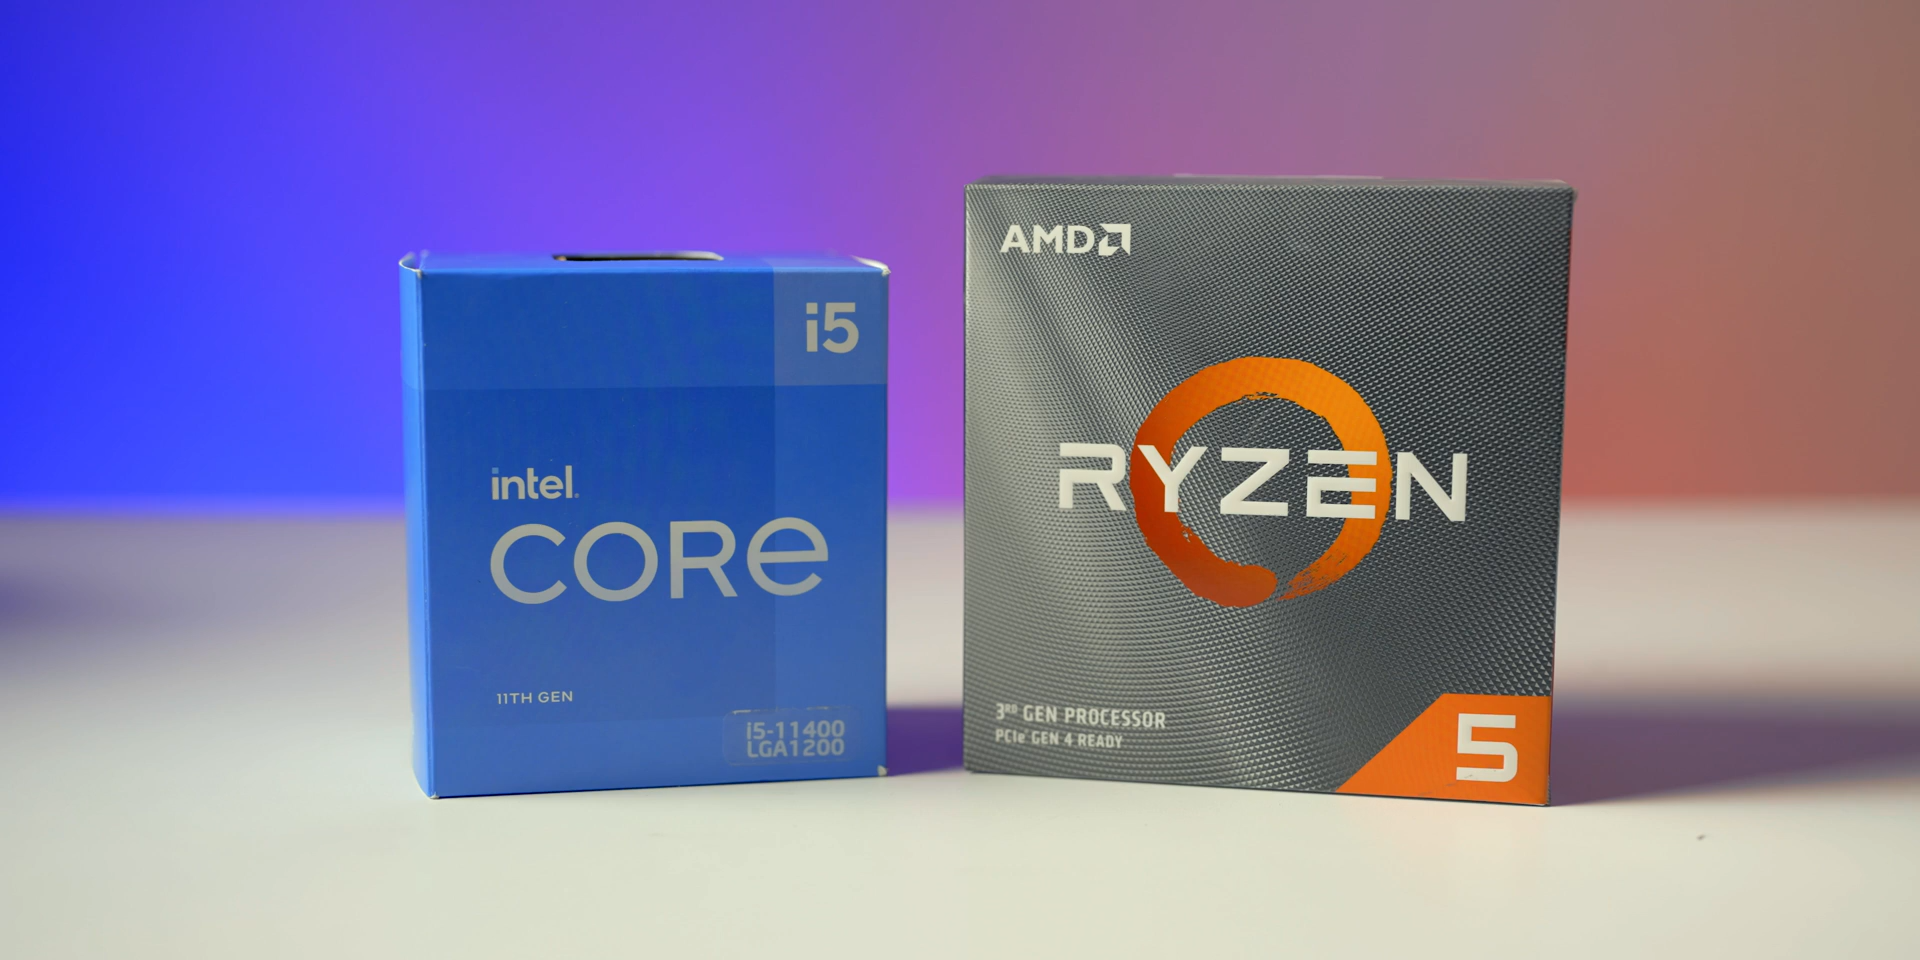 i5
intel.
CORE
11TH GEN
i5-11400
LGA1200
AMD
RYZEN
3RD GEN PROCESSOR
PCIe GEN 4 READY
5